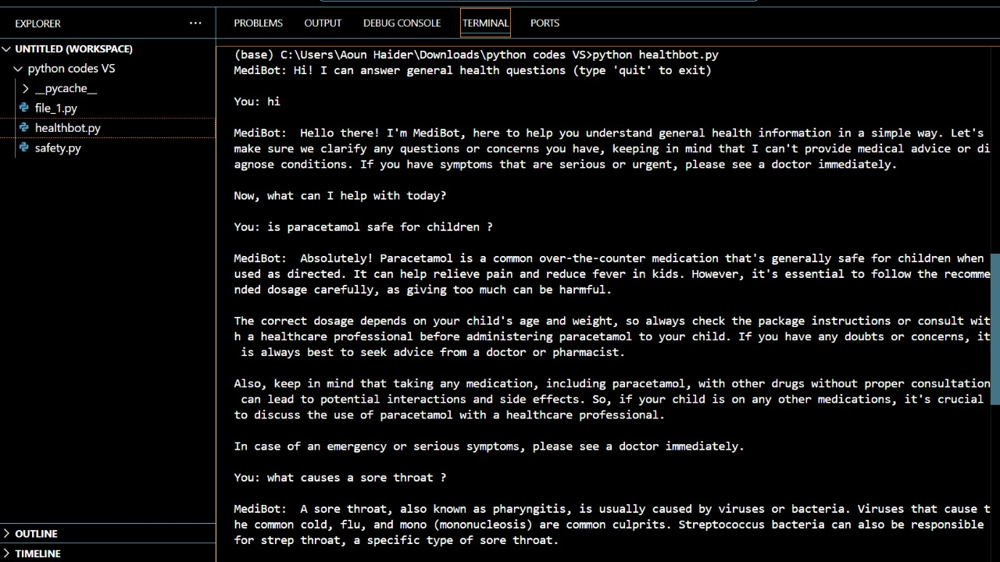 EXPLORER
...
PROBLEMS OUTPUT DEBUG CONSOLE TERMINAL PORTS
UNTITLED (WORKSPACE)
python codes VS
__pycache__
file_1.py
healthbot.py
safety.py
OUTLINE
TIMELINE
(base) C:\Users\Aoun Haider\Downloads\python codes VS>python healthbot.py
MediBot: Hi! I can answer general health questions (type 'quit' to exit)
You: hi
MediBot:  Hello there! I'm MediBot, here to help you understand general health information in a simple way. Let's
make sure we clarify any questions or concerns you have, keeping in mind that I can't provide medical advice or di
agnose conditions. If you have symptoms that are serious or urgent, please see a doctor immediately.
Now, what can I help with today?
You: is paracetamol safe for children ?
MediBot:  Absolutely! Paracetamol is a common over-the-counter medication that's generally safe for children when
used as directed. It can help relieve pain and reduce fever in kids. However, it's essential to follow the recomme
nded dosage carefully, as giving too much can be harmful.
The correct dosage depends on your child's age and weight, so always check the package instructions or consult wit
h a healthcare professional before administering paracetamol to your child. If you have any doubts or concerns, it
 is always best to seek advice from a doctor or pharmacist.
Also, keep in mind that taking any medication, including paracetamol, with other drugs without proper consultation
 can lead to potential interactions and side effects. So, if your child is on any other medications, it's crucial
to discuss the use of paracetamol with a healthcare professional.
In case of an emergency or serious symptoms, please see a doctor immediately.
You: what causes a sore throat ?
MediBot:  A sore throat, also known as pharyngitis, is usually caused by viruses or bacteria. Viruses that cause t
he common cold, flu, and mono (mononucleosis) are common culprits. Streptococcus bacteria can also be responsible
for strep throat, a specific type of sore throat.